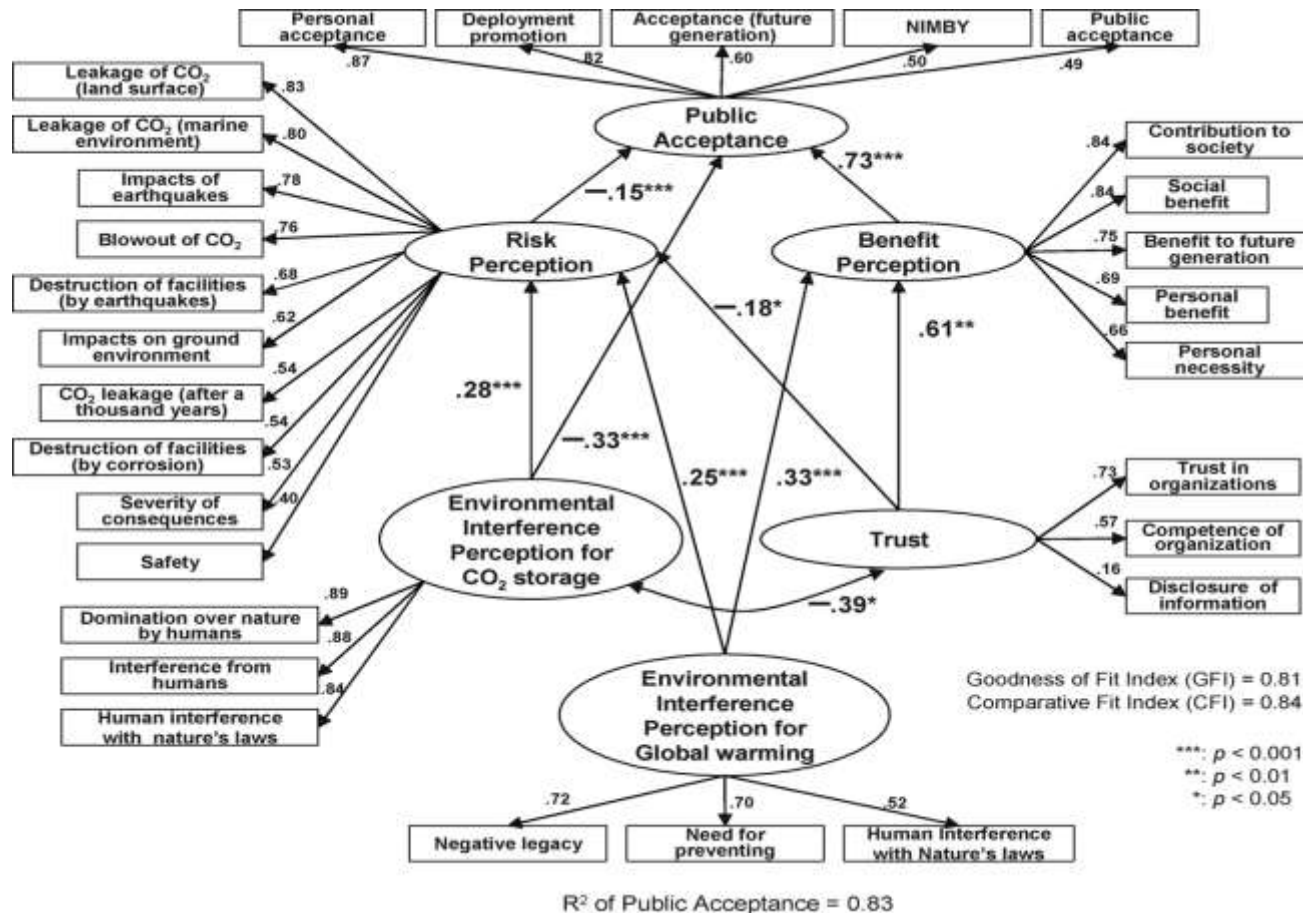 Personal
acceptance
Deployment
promotion
Acceptance (future
generation)
NIMBY
Public
acceptance
.87
.82
.60
.50
.49
Public
Acceptance
Leakage of CO₂
(land surface)
.83
Leakage of CO₂ (marine
environment)
.80
Impacts of
earthquakes
.78
Blowout of CO₂
.76
Destruction of facilities
(by earthquakes)
.68
Impacts on ground
environment
.62
CO₂ leakage (after a
thousand years)
.54
Destruction of facilities
(by corrosion)
.54
Severity of
consequences
.53
Safety
.40
Risk
Perception
Benefit
Perception
Contribution to
society
.84
Social
benefit
.84
Benefit to future
generation
.75
Personal
benefit
.69
Personal
necessity
.66
—.15***
.73***
—.18*
.61**
.28***
—.33***
.25***
.33***
Environmental
Interference
Perception for
CO₂ storage
Trust
—.39*
Trust in
organizations
.73
Competence of
organization
.57
Disclosure of
information
.16
Domination over nature
by humans
.89
Interference from
humans
.88
Human interference
with nature's laws
.84
Environmental
Interference
Perception for
Global warming
Goodness of Fit Index (GFI) = 0.81
Comparative Fit Index (CFI) = 0.84
***: p < 0.001
**: p < 0.01
*: p < 0.05
.72
.70
.52
Negative legacy
Need for
preventing
Human Interference
with Nature's laws
R² of Public Acceptance = 0.83